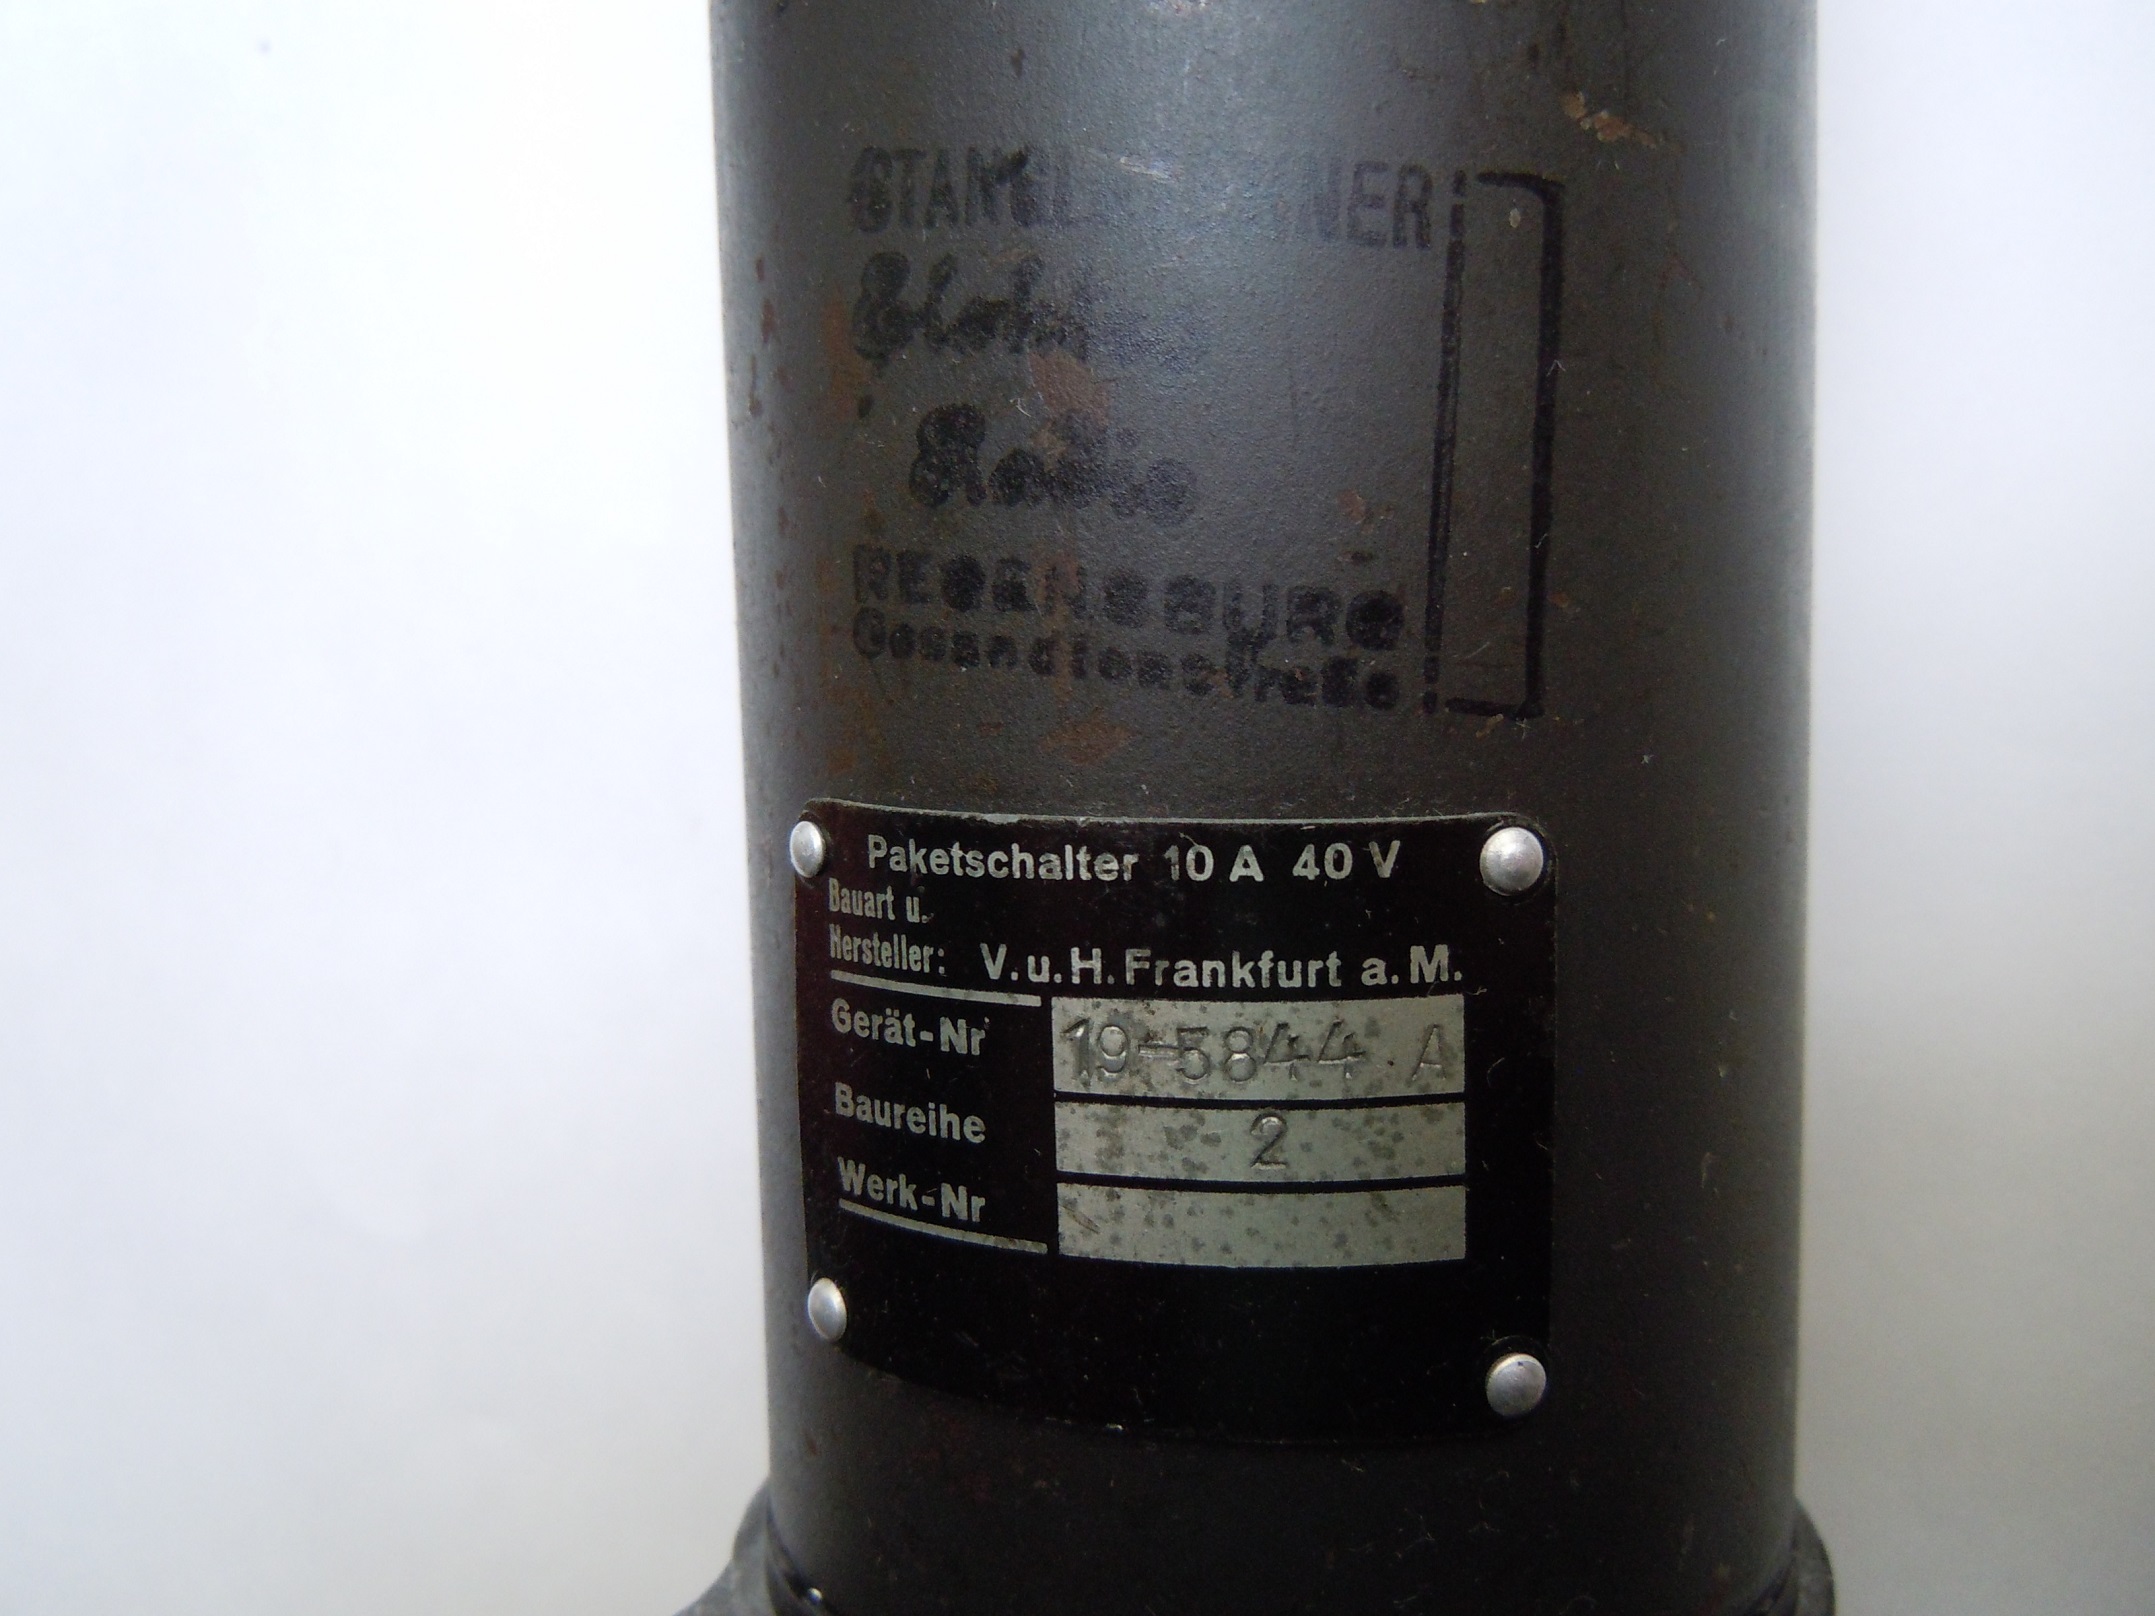 Radio
REGENSBURG
Gesandtenstraße
Paketschalter 10 A 40 V
Bauart u.
Hersteller: V.u.H. Frankfurt a.M.
Gerät-Nr 19-5844 A
Baureihe 2
Werk-Nr